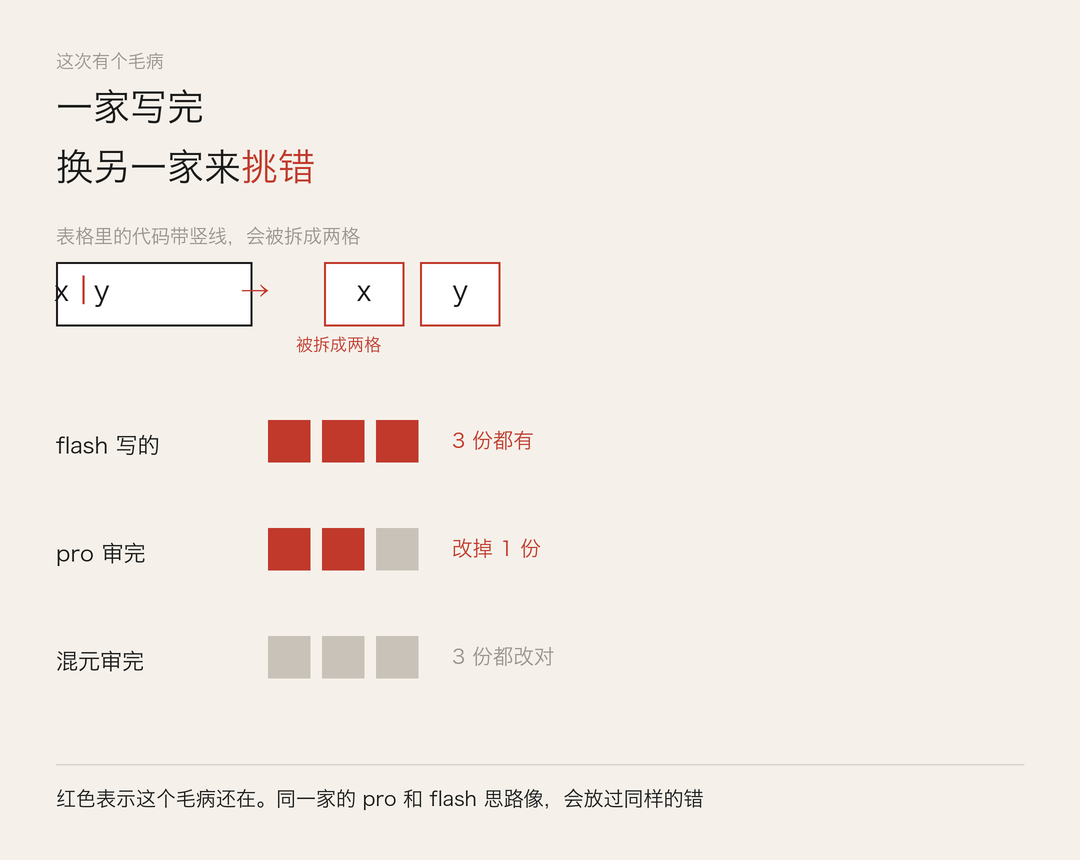 这次有个毛病
一家写完
换另一家来挑错
表格里的代码带竖线，会被拆成两格
x | y → x y
被拆成两格
flash 写的 3 份都有
pro 审完 改掉 1 份
混元审完 3 份都改对
红色表示这个毛病还在。同一家的 pro 和 flash 思路像，会放过同样的错